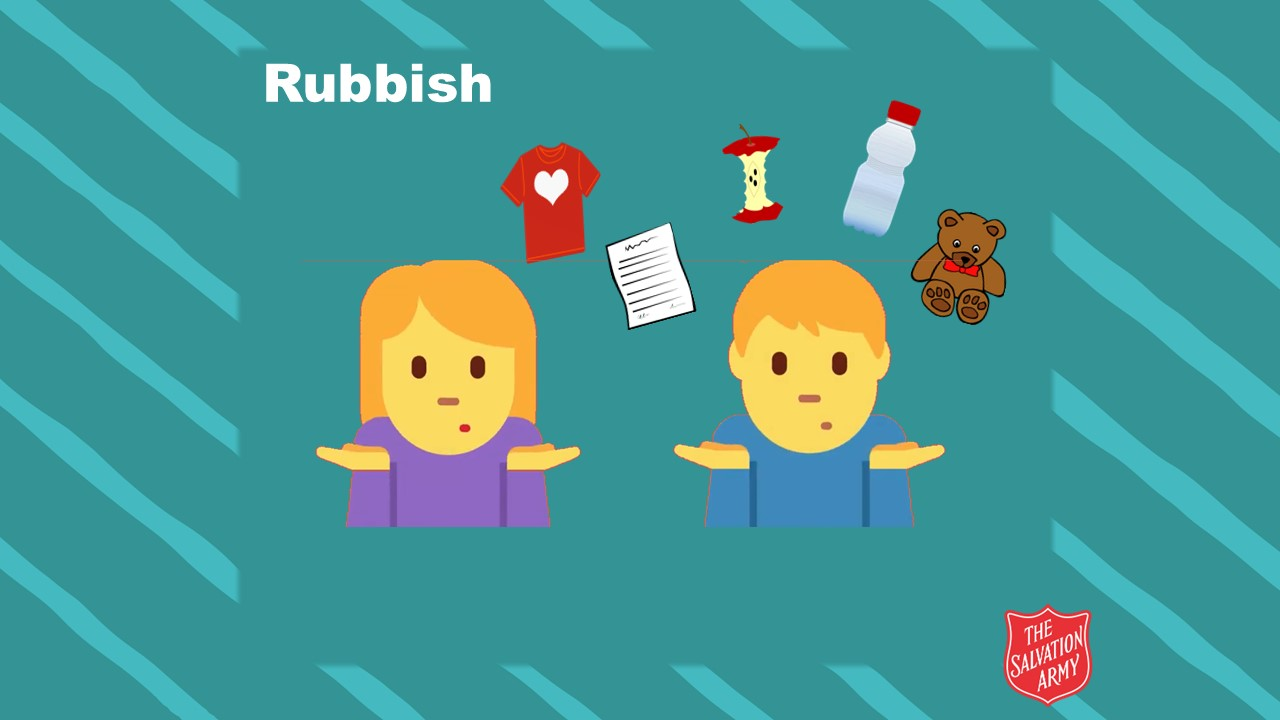 Rubbish
THE
SALVATION
ARMY